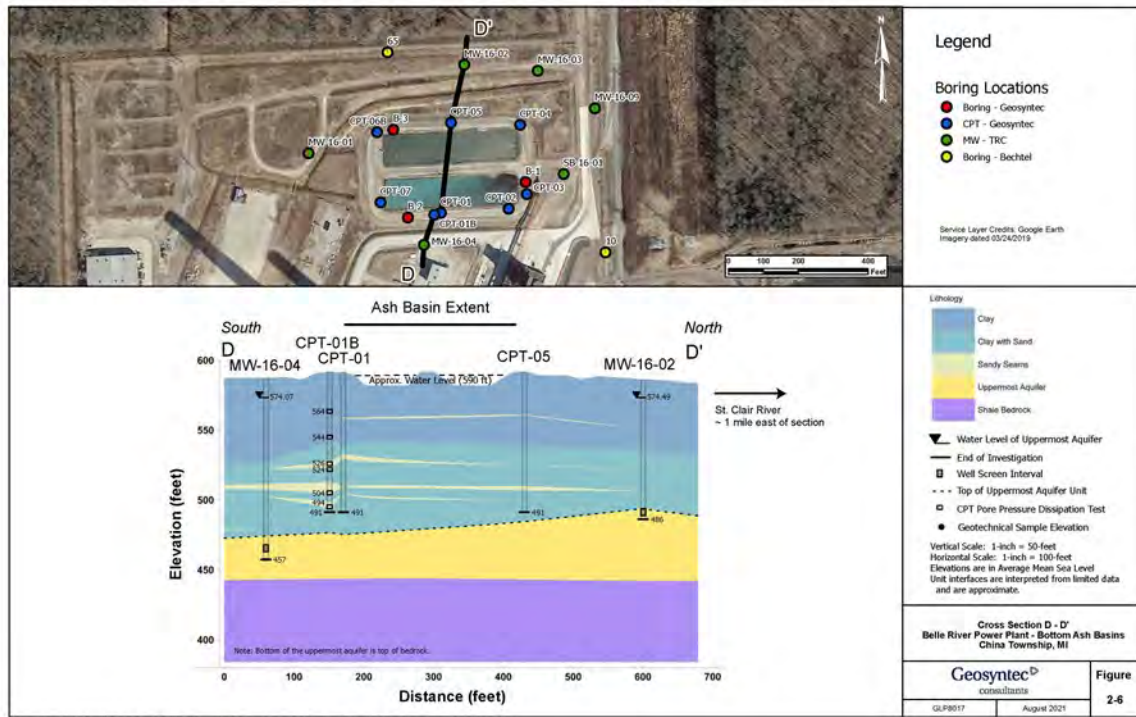 D'
65
MW-16-02
MW-16-03
MW-16-09
CPT-05
CPT-04
CPT-06B
B-3
MW-16-01
SB-16-01
B-1
CPT-03
CPT-07
CPT-01
CPT-02
B-2
CPT-01B
MW-16-04
10
D
N
0 100 200 400
Feet
Legend
Boring Locations
Boring - Geosyntec
CPT - Geosyntec
MW - TRC
Boring - Bechtel
Service Layer Credits: Google Earth
Imagery dated 03/24/2019
Ash Basin Extent
South
North
D
D'
CPT-01B
MW-16-04
CPT-01
CPT-05
MW-16-02
Approx. Water Level (590 ft)
574.07
574.49
564
544
524
504
494
491
491
491
486
457
St. Clair River
~ 1 mile east of section
600
550
500
450
400
Elevation (feet)
Note: Bottom of the uppermost aquifer is top of bedrock.
0 100 200 300 400 500 600 700
Distance (feet)
Lithology
Clay
Clay with Sand
Sandy Seams
Uppermost Aquifer
Shale Bedrock
Water Level of Uppermost Aquifer
End of Investigation
Well Screen Interval
Top of Uppermost Aquifer Unit
CPT Pore Pressure Dissipation Test
Geotechnical Sample Elevation
Vertical Scale: 1-inch = 50-feet
Horizontal Scale: 1-inch = 100-feet
Elevations are in Average Mean Sea Level
Unit interfaces are interpreted from limited data
and are approximate.
Cross Section D - D'
Belle River Power Plant - Bottom Ash Basins
China Township, MI
Geosyntec
consultants
Figure
2-6
GLP8017
August 2021